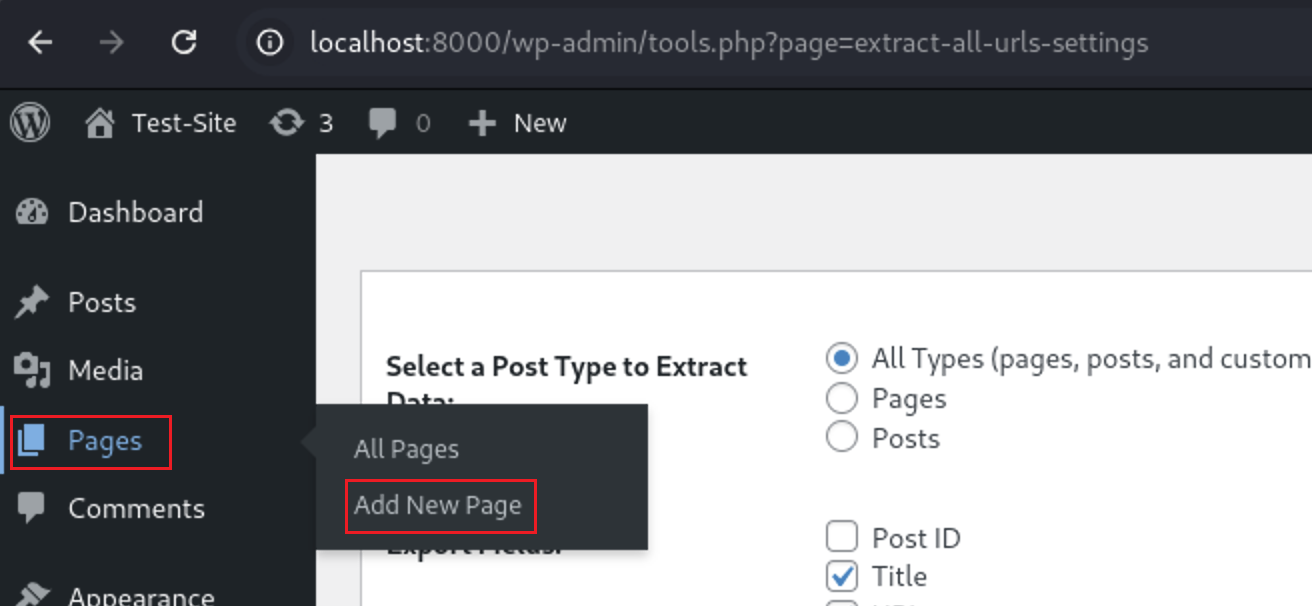 localhost:8000/wp-admin/tools.php?page=extract-all-urls-settings
Test-Site 3 0 New
Dashboard
Posts
Media
Pages
Comments
Appearance
All Pages
Add New Page
Select a Post Type to Extract
Data:
All Types (pages, posts, and custom
Pages
Posts
Export Fields:
Post ID
Title